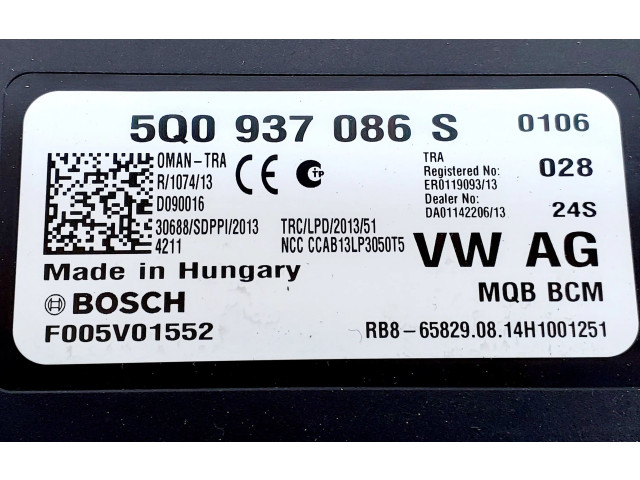 5Q0 937 086 S 0106
OMAN-TRA
R/1074/13
D090016
CE TP
TRA
Registered No:
ER0119093/13
Dealer No:
DA01142206/13
028
24S
30688/SDPPI/2013
4211
TRC/LPD/2013/51
NCC CCAB13LP3050T5
VW AG
Made in Hungary
MQB BCM
BOSCH
F005V01552
RB8-65829.08.14H1001251